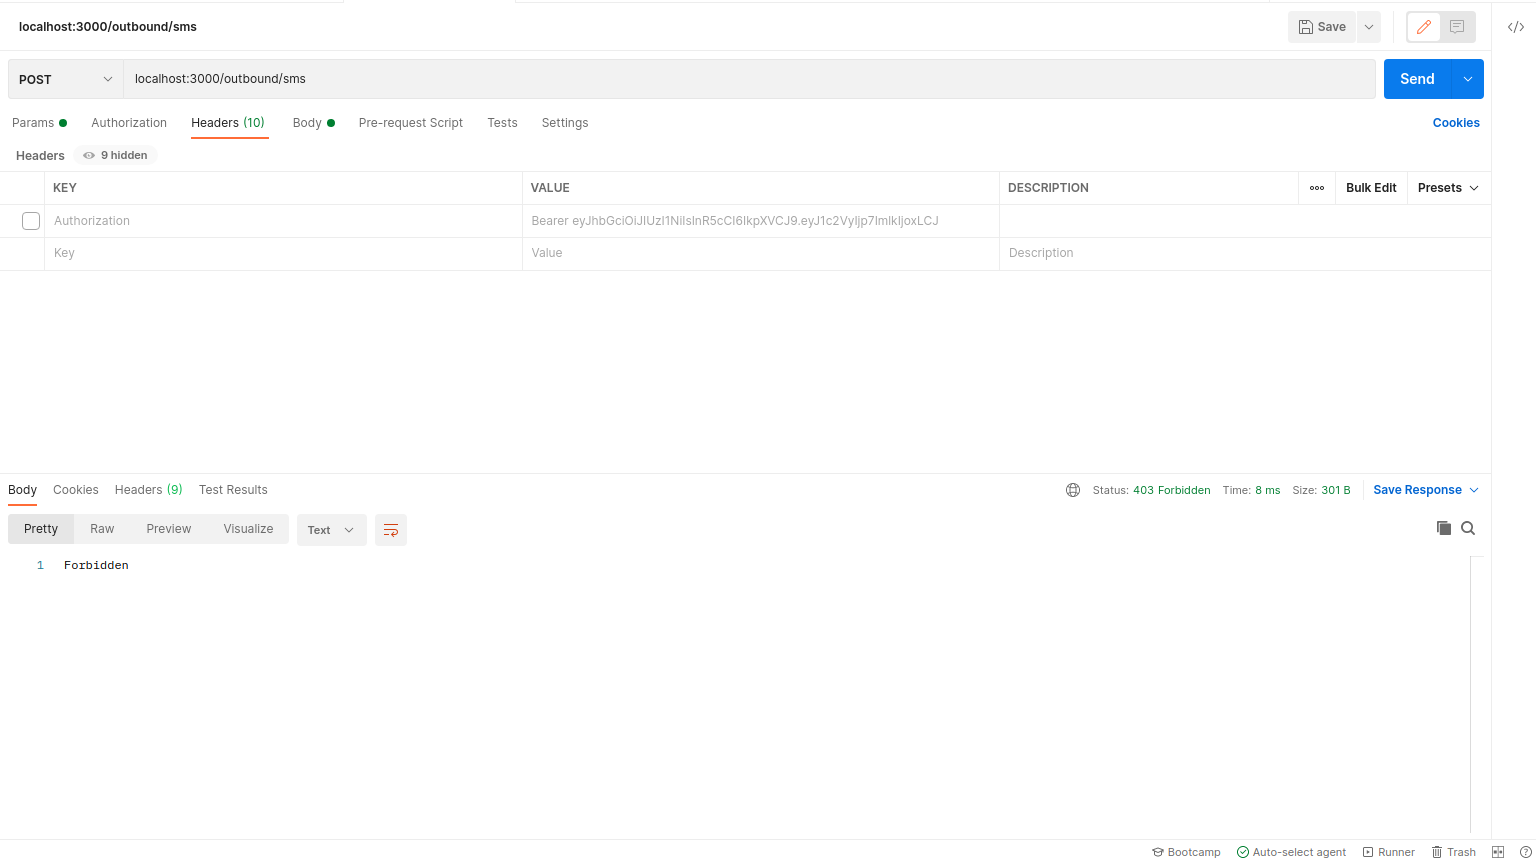 localhost:3000/outbound/sms
Save
POST
localhost:3000/outbound/sms
Send
Params
Authorization
Headers (10)
Body
Pre-request Script
Tests
Settings
Cookies
Headers
9 hidden
KEY
VALUE
DESCRIPTION
Bulk Edit
Presets
Authorization
Bearer eyJhbGciOiJIUzI1NiIsInR5cCI6IkpXVCJ9.eyJ1c2VyIjp7ImlkIjoxLCJ
Key
Value
Description
Body
Cookies
Headers (9)
Test Results
Status: 403 Forbidden
Time: 8 ms
Size: 301 B
Save Response
Pretty
Raw
Preview
Visualize
Text
1 Forbidden
Bootcamp
Auto-select agent
Runner
Trash